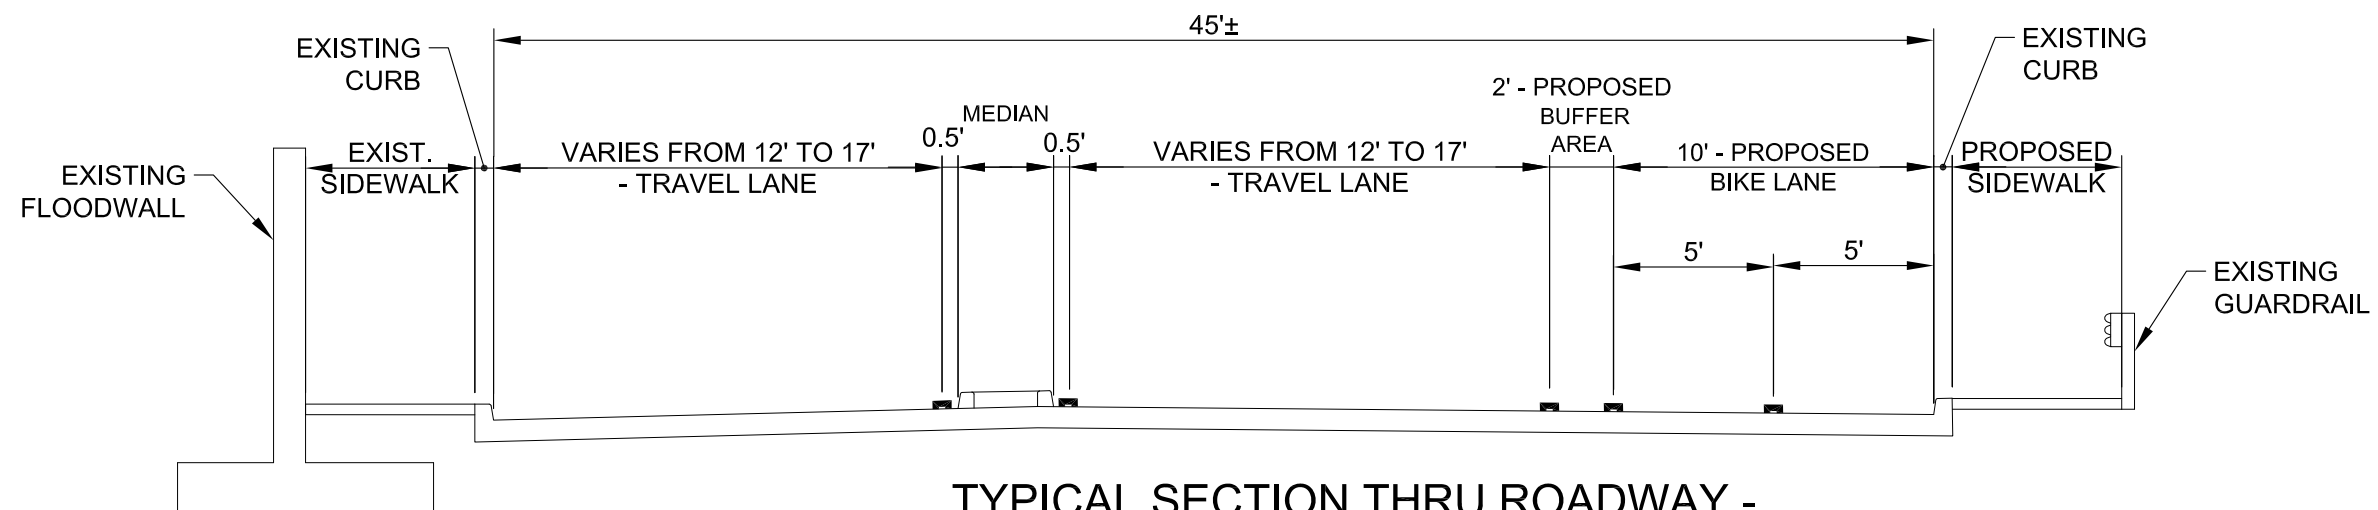 45'±
EXISTING
CURB
EXISTING
CURB
2' - PROPOSED
BUFFER
AREA
MEDIAN
0.5'
0.5'
EXIST.
SIDEWALK
VARIES FROM 12' TO 17'
- TRAVEL LANE
VARIES FROM 12' TO 17'
- TRAVEL LANE
10' - PROPOSED
BIKE LANE
PROPOSED
SIDEWALK
EXISTING
FLOODWALL
5'
5'
EXISTING
GUARDRAIL
TYPICAL SECTION THRU ROADWAY -